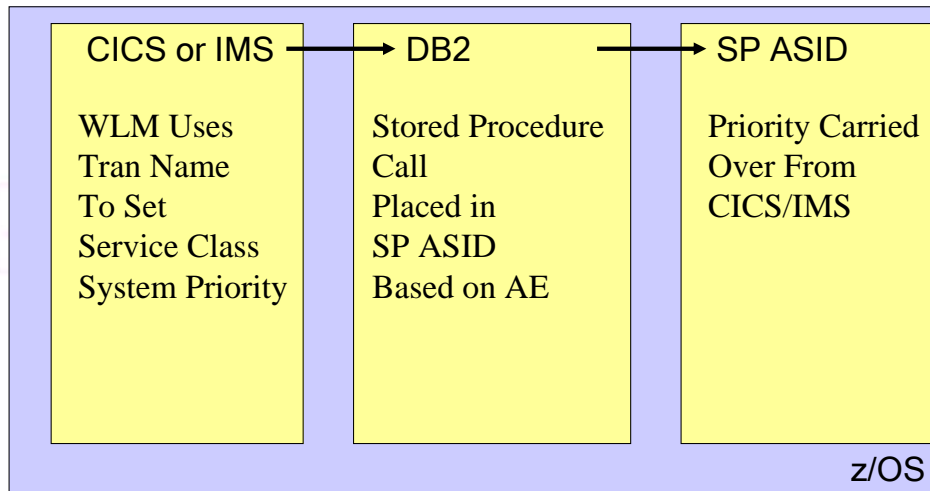 CICS or IMS
WLM Uses
Tran Name
To Set
Service Class
System Priority
DB2
Stored Procedure
Call
Placed in
SP ASID
Based on AE
SP ASID
Priority Carried
Over From
CICS/IMS
z/OS